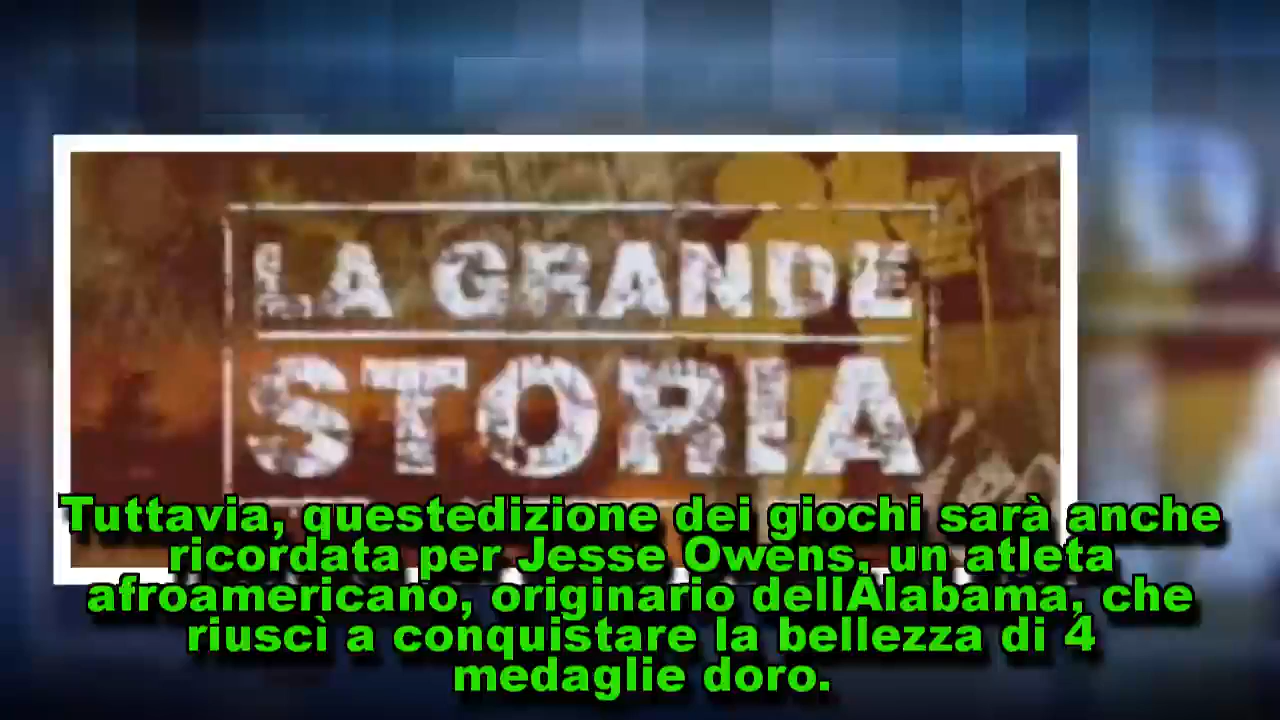 LA GRANDE
STORIA
Tuttavia, questedizione dei giochi sarà anche
ricordata per Jesse Owens, un atleta
afroamericano, originario dellAlabama, che
riuscì a conquistare la bellezza di 4
medaglie doro.